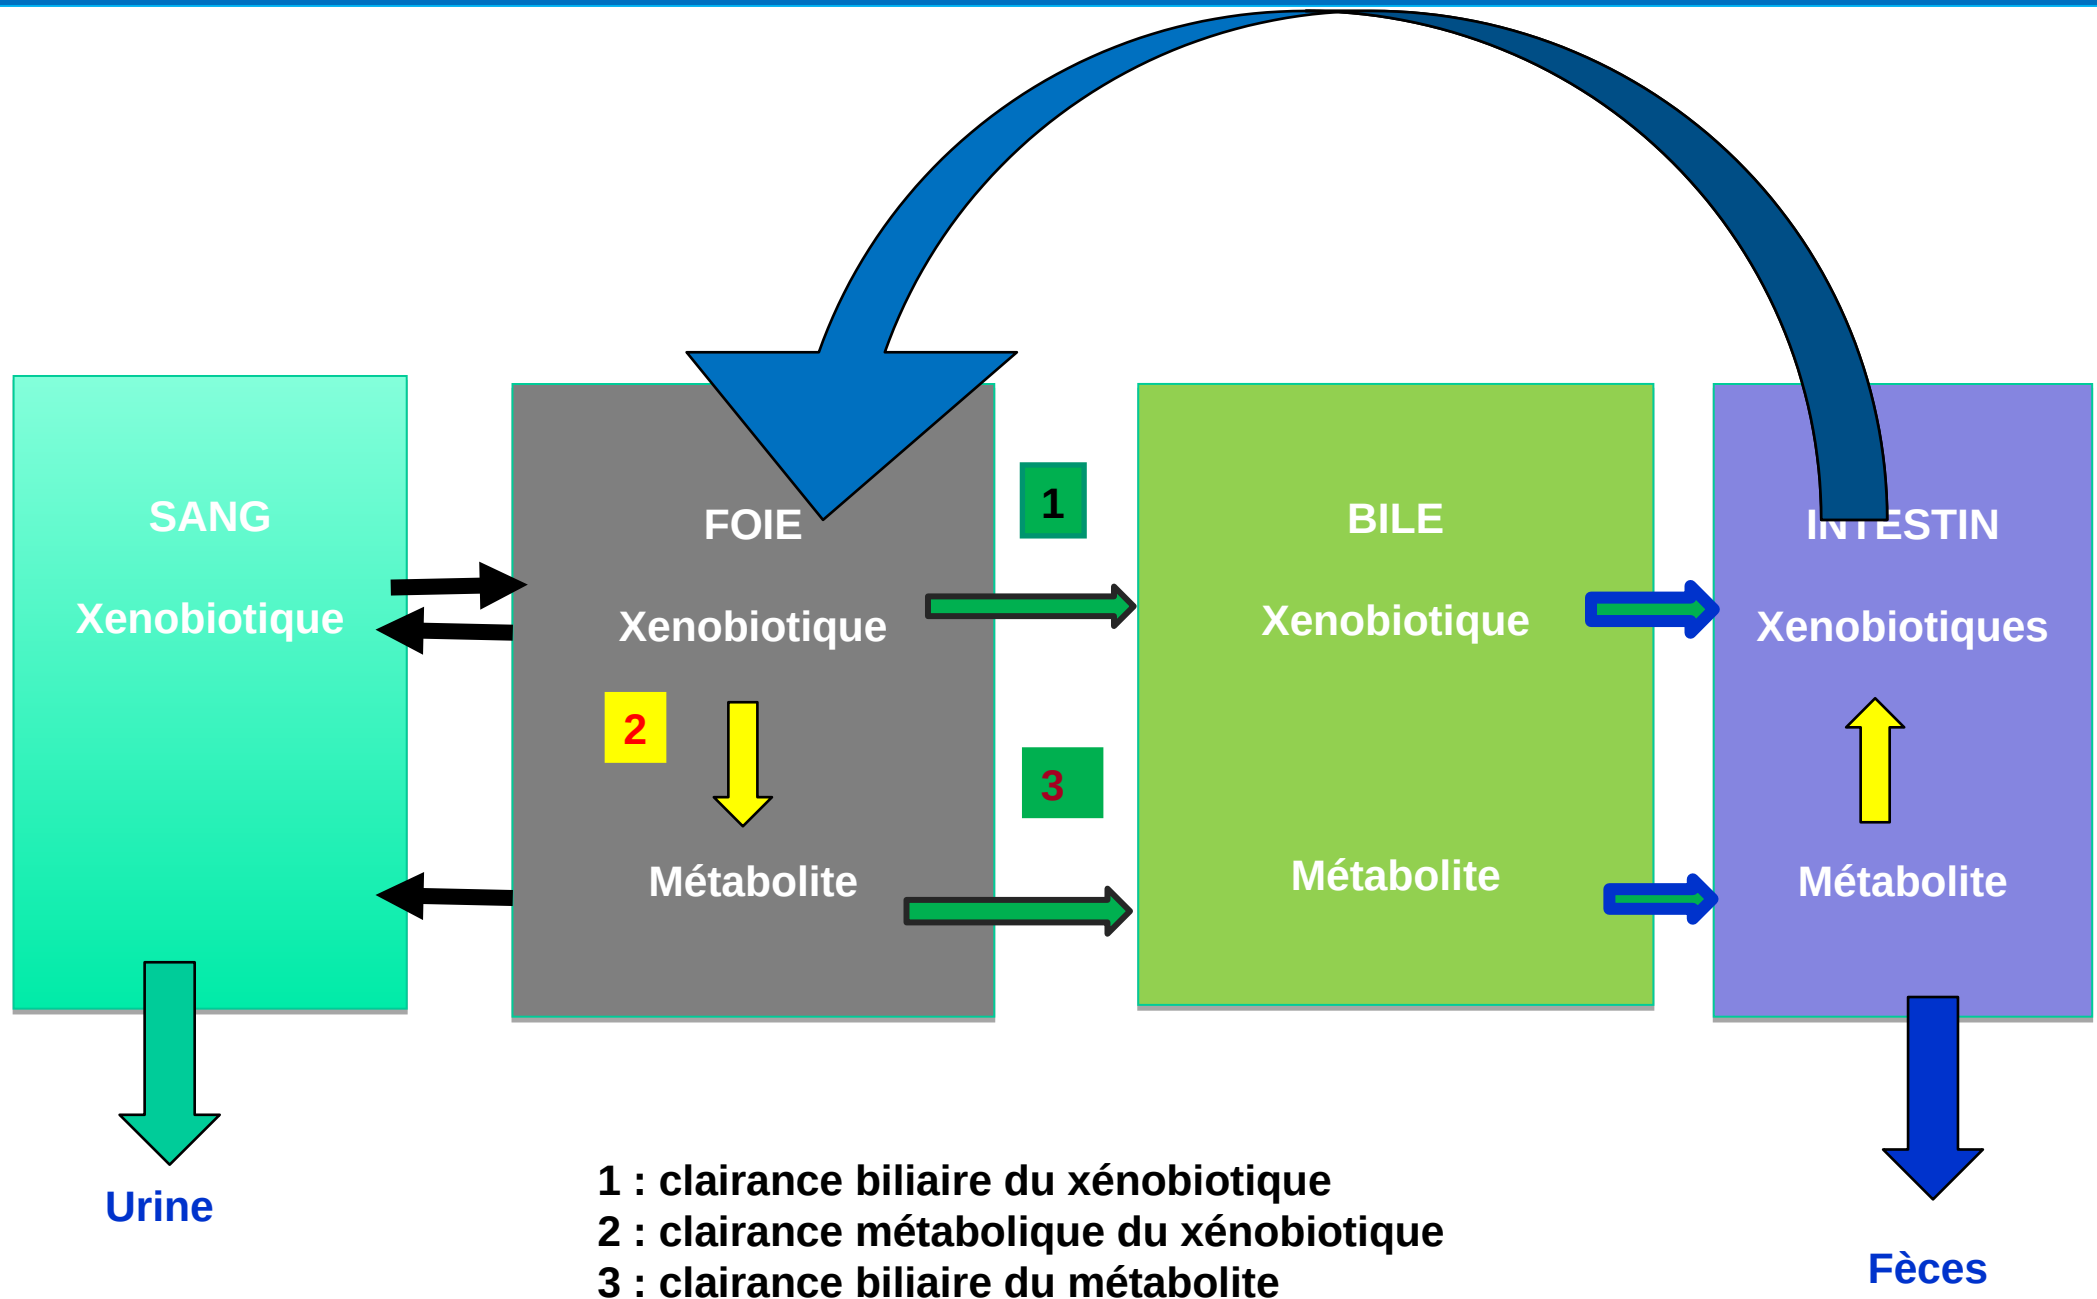 SANG
Xenobiotique
FOIE
Xenobiotique
2
Métabolite
1
3
BILE
Xenobiotique
Métabolite
INTESTIN
Xenobiotiques
Métabolite
Urine
1 : clairance biliaire du xénobiotique
2 : clairance métabolique du xénobiotique
3 : clairance biliaire du métabolite
Fèces